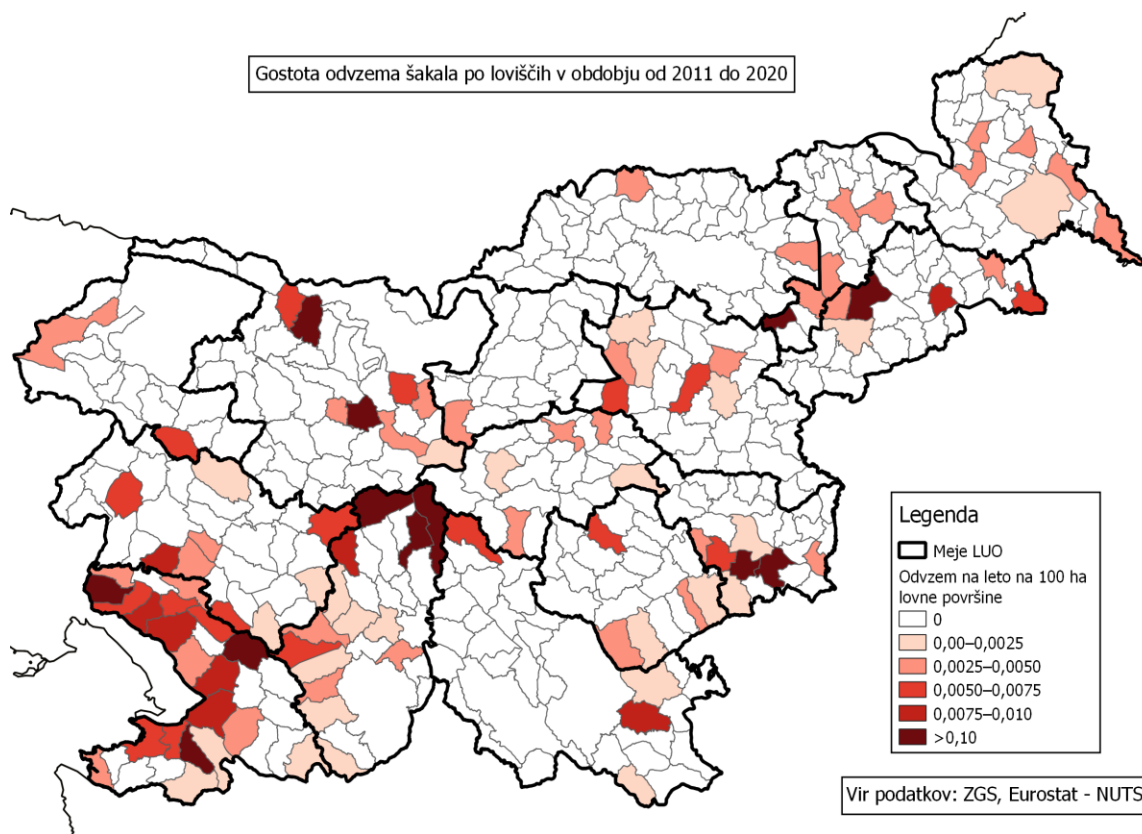 Gostota odvzema šakala po loviščih v obdobju od 2011 do 2020
Legenda
Meje LUO
Odvzem na leto na 100 ha
lovne površine
0
0,00–0,0025
0,0025–0,0050
0,0050–0,0075
0,0075–0,010
>0,10
Vir podatkov: ZGS, Eurostat - NUTS